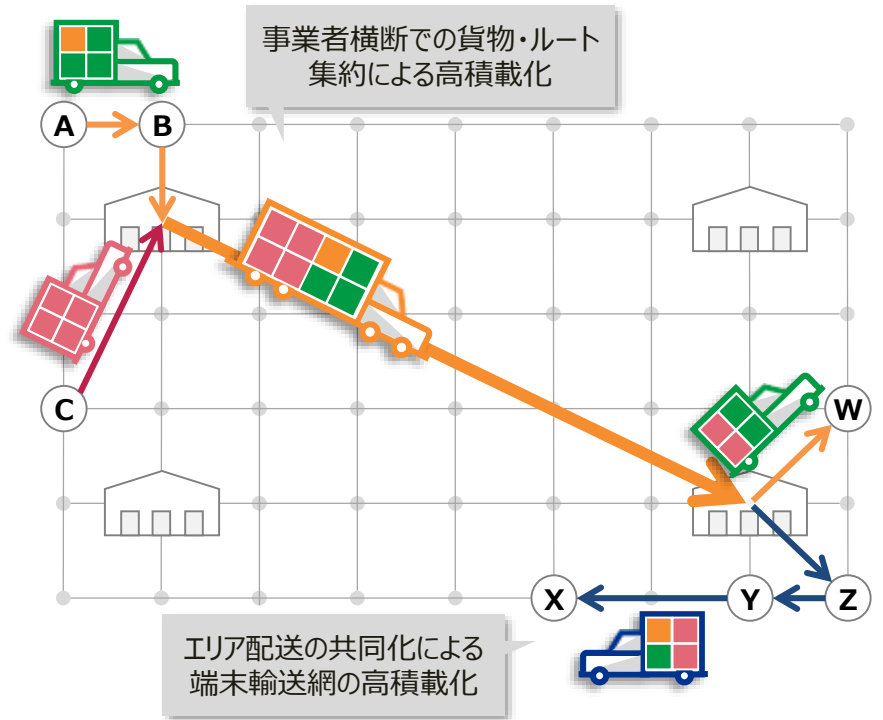 事業者横断での貨物・ルート
集約による高積載化
A
B
C
W
X
Y
Z
エリア配送の共同化による
端末輸送網の高積載化